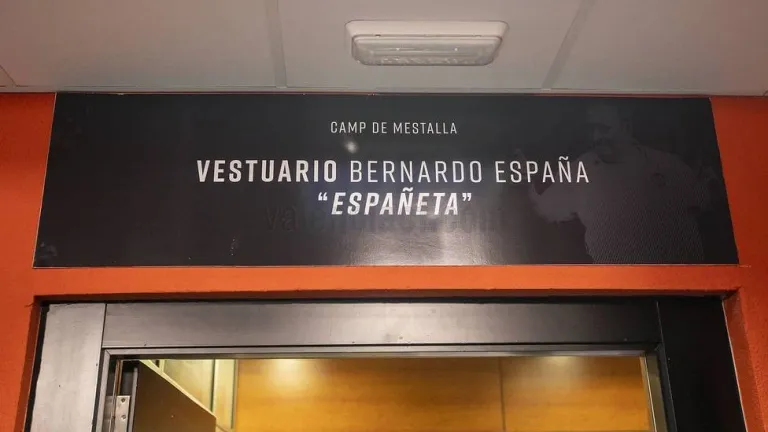 CAMP DE MESTALLA
VESTUARIO BERNARDO ESPAÑA
“ESPAÑETA”